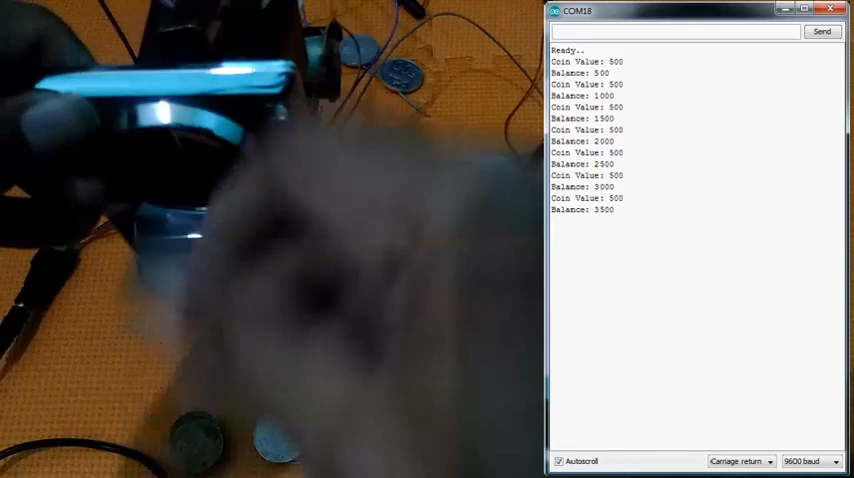 COM18
Send
Ready..
Coin Value: 500
Balance: 500
Coin Value: 500
Balance: 1000
Coin Value: 500
Balance: 1500
Coin Value: 500
Balance: 2000
Coin Value: 500
Balance: 2500
Coin Value: 500
Balance: 3000
Coin Value: 500
Balance: 3500
Autoscroll
Carriage return
9600 baud